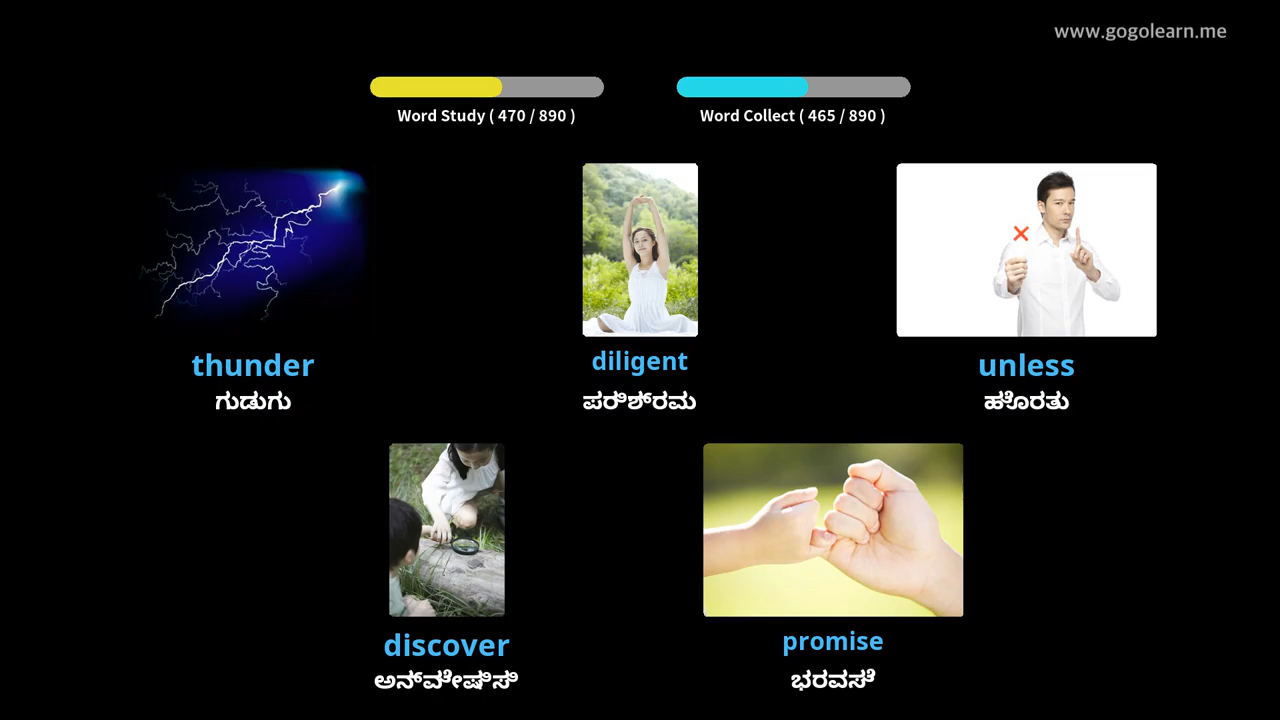 www.gogolearn.me
Word Study ( 470 / 890 )
Word Collect ( 465 / 890 )
thunder
ಗುಡುಗು
diligent
ಪರಿಶ್ರಮ
unless
ಹೊರತು
discover
ಅನ್ವೇಷಿಸಿ
promise
ಭರವಸೆ